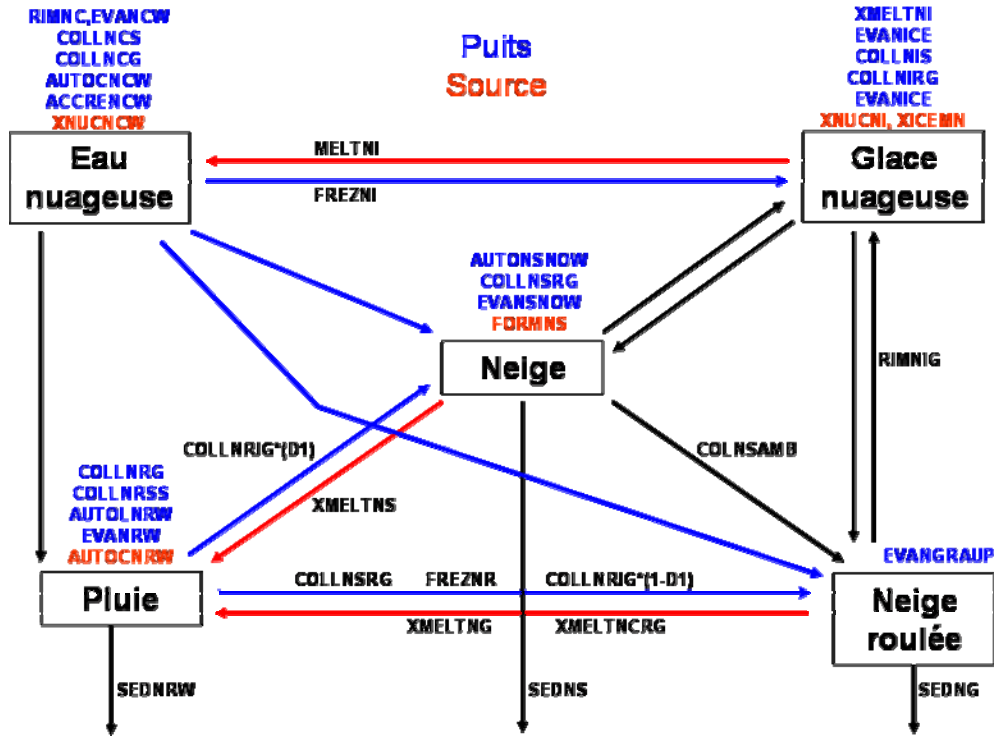 RIMNC,EVANCW
COLLNCS
COLLNCG
AUTOCNCW
ACCRENCW
XNUCNCW
Eau
nuageuse
Puits
Source
XMELTNI
EVANICE
COLLNIS
COLLNIRG
EVANICE
XNUCNI, XICEMN
Glace
nuageuse
MELTNI
FREZNI
AUTONSNOW
COLLNSRG
EVANSNOW
FORMNS
Neige
RIMNIG
COLLNRIG*(D1)
COLNSAMB
XMELTNS
COLLNRG
COLLNRSS
AUTOLNRW
EVANRW
AUTOCNRW
Pluie
EVANGRAUP
Neige
roulée
COLLNSRG FREZNR COLLNRIG*(1-D1)
XMELTNG XMELTNCRG
SEDNRW
SEDNS
SEDNG